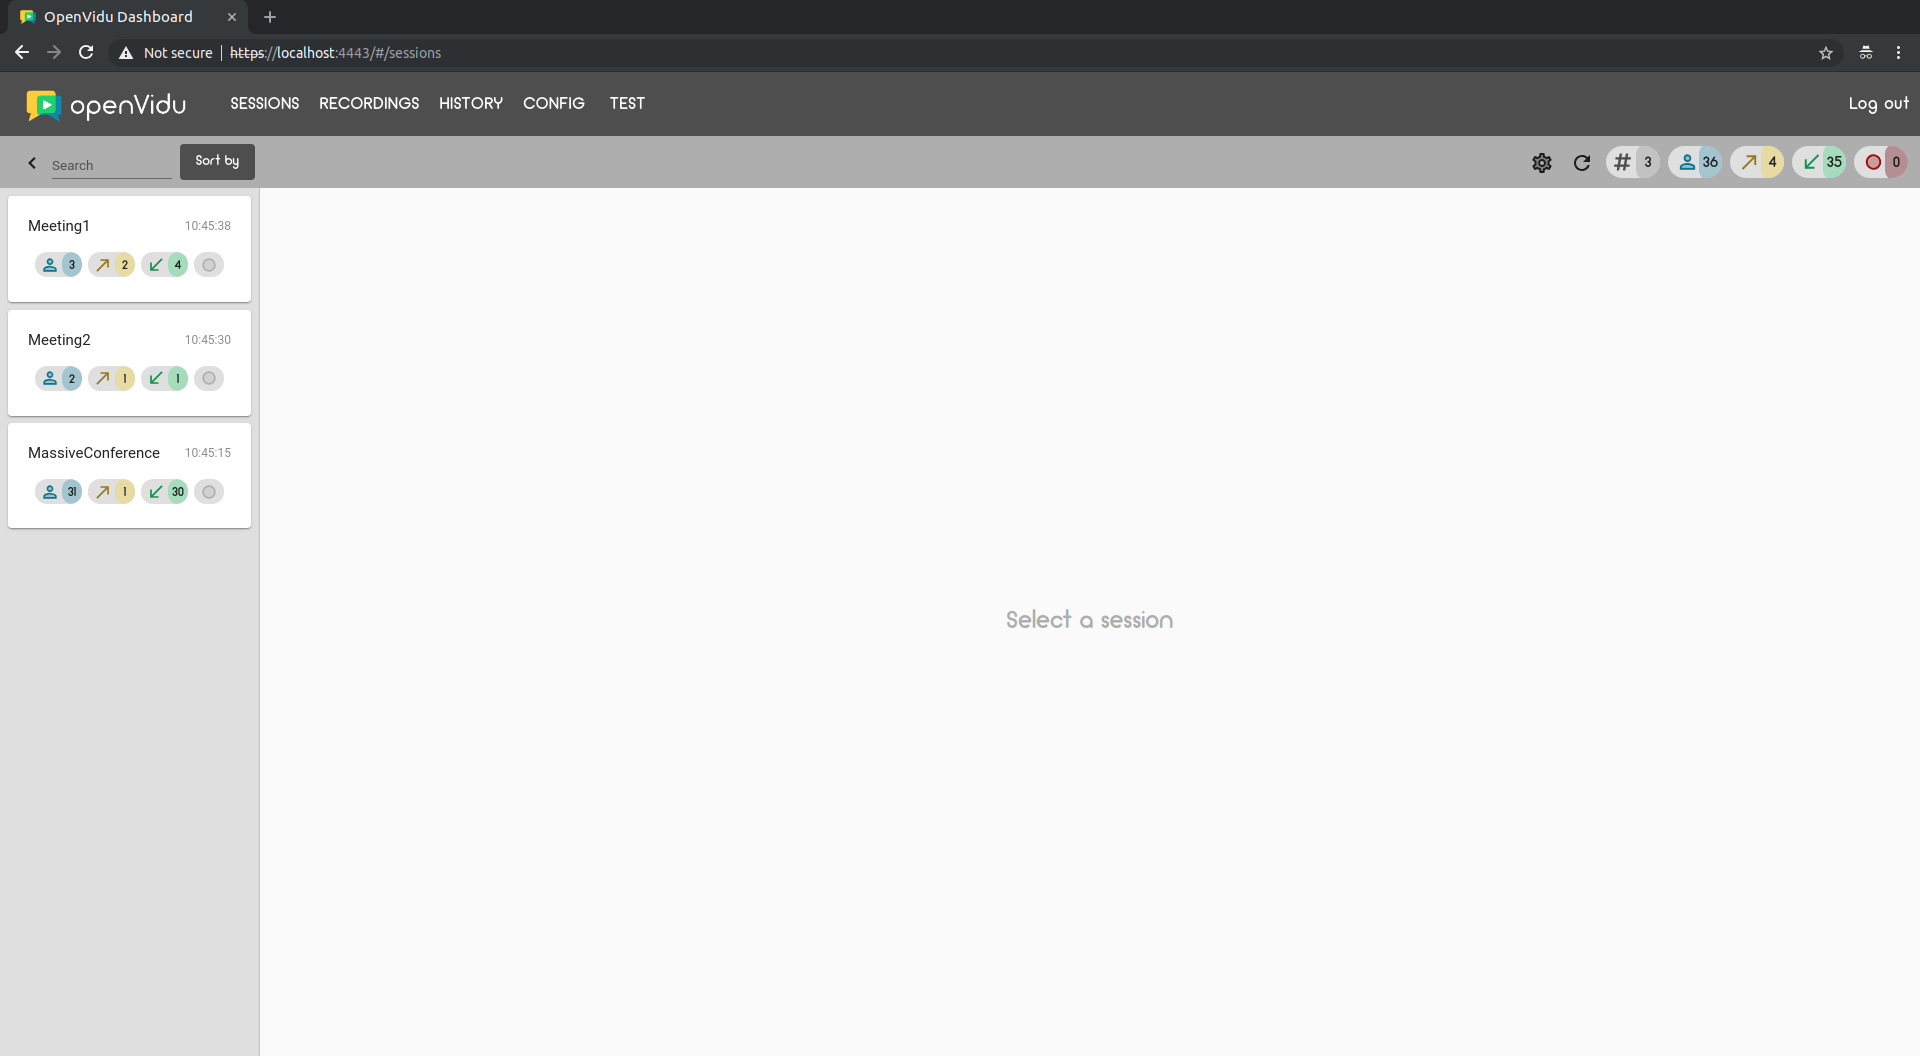 OpenVidu Dashboard
Not secure | https://localhost:4443/#/sessions
openVidu SESSIONS RECORDINGS HISTORY CONFIG TEST Log out
Search Sort by 3 36 4 35 0
Meeting1 10:45:38
3 2 4
Meeting2 10:45:30
2 1 1
MassiveConference 10:45:15
31 1 30
Select a session